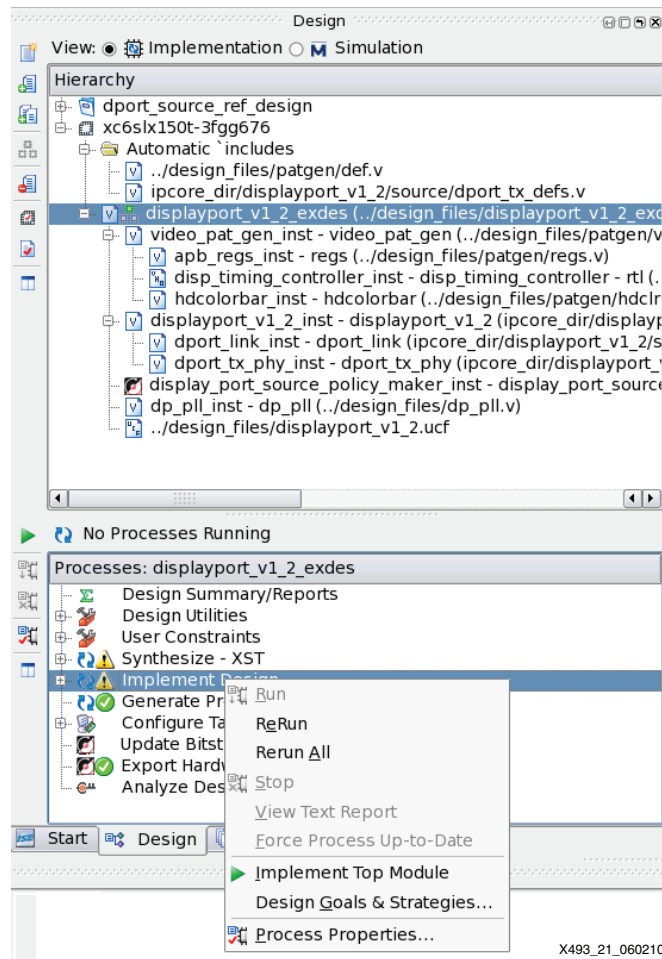 Design
View: Implementation Simulation
Hierarchy
dport_source_ref_design
xc6slx150t-3fgg676
Automatic `includes
../design_files/patgen/def.v
ipcore_dir/displayport_v1_2/source/dport_tx_defs.v
displayport_v1_2_exdes (../design_files/displayport_v1_2_exd
video_pat_gen_inst - video_pat_gen (../design_files/patgen/v
apb_regs_inst - regs (../design_files/patgen/regs.v)
disp_timing_controller_inst - disp_timing_controller - rtl (.
hdcolorbar_inst - hdcolorbar (../design_files/patgen/hdclr
displayport_v1_2_inst - displayport_v1_2 (ipcore_dir/displayp
dport_link_inst - dport_link (ipcore_dir/displayport_v1_2/s
dport_tx_phy_inst - dport_tx_phy (ipcore_dir/displayport_v
display_port_source_policy_maker_inst - display_port_source
dp_pll_inst - dp_pll (../design_files/dp_pll.v)
../design_files/displayport_v1_2.ucf
No Processes Running
Processes: displayport_v1_2_exdes
Design Summary/Reports
Design Utilities
User Constraints
Synthesize - XST
Implement Design
Generate Pr
Configure Ta
Update Bitst
Export Hardw
Analyze Des
Run
ReRun
Rerun All
Stop
View Text Report
Force Process Up-to-Date
Implement Top Module
Design Goals & Strategies...
Process Properties...
ISE Start Design
X493_21_060210